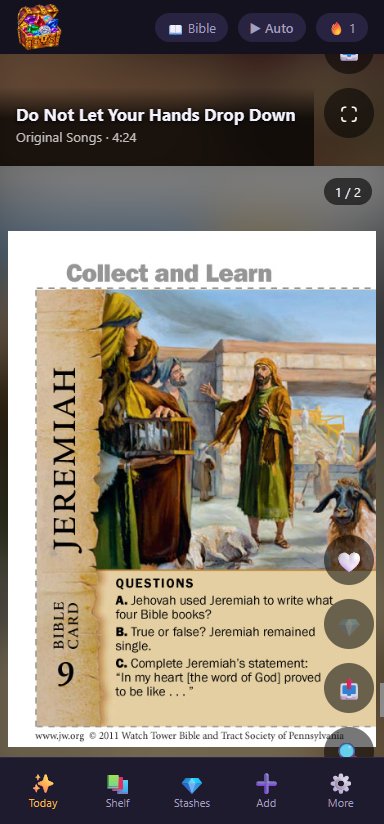 Bible
Auto
1
Do Not Let Your Hands Drop Down
Original Songs · 4:24
1 / 2
Collect and Learn
JEREMIAH
BIBLE
CARD
9
QUESTIONS
A. Jehovah used Jeremiah to write what
four Bible books?
B. True or false? Jeremiah remained
single.
C. Complete Jeremiah's statement:
“In my heart [the word of God] proved
to be like . . . ”
www.jw.org © 2011 Watch Tower Bible and Tract Society of Pennsylvania
Today
Shelf
Stashes
Add
More